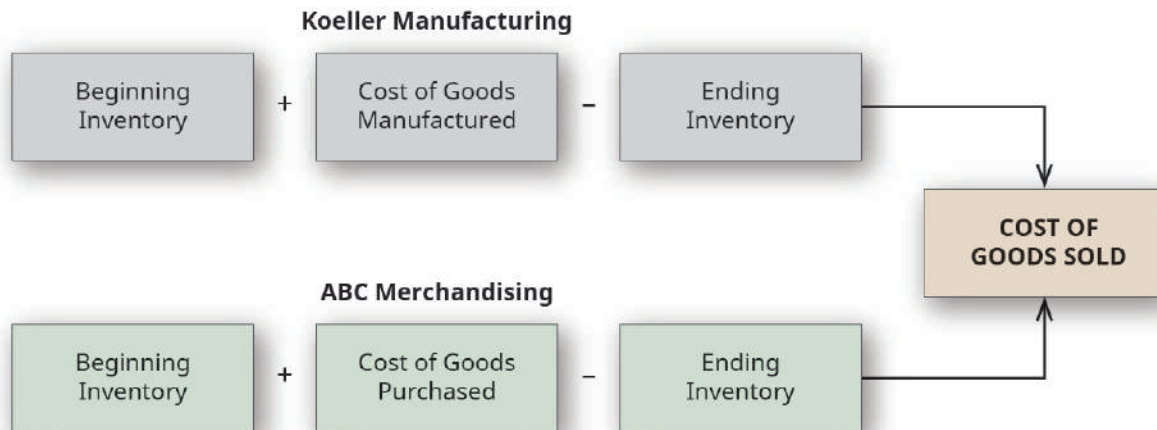 Koeller Manufacturing
Beginning
Inventory
+
Cost of Goods
Manufactured
–
Ending
Inventory
COST OF
GOODS SOLD
ABC Merchandising
Beginning
Inventory
+
Cost of Goods
Purchased
–
Ending
Inventory